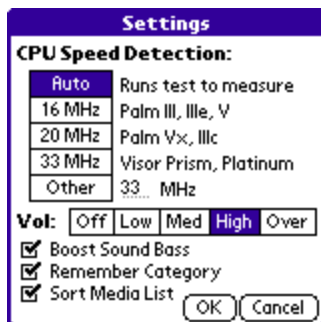 Settings
CPU Speed Detection:
Auto Runs test to measure
16 MHz Palm III, IIIe, V
20 MHz Palm Vx, IIIc
33 MHz Visor Prism, Platinum
Other 33 MHz
Vol: Off Low Med High Over
Boost Sound Bass
Remember Category
Sort Media List
OK Cancel